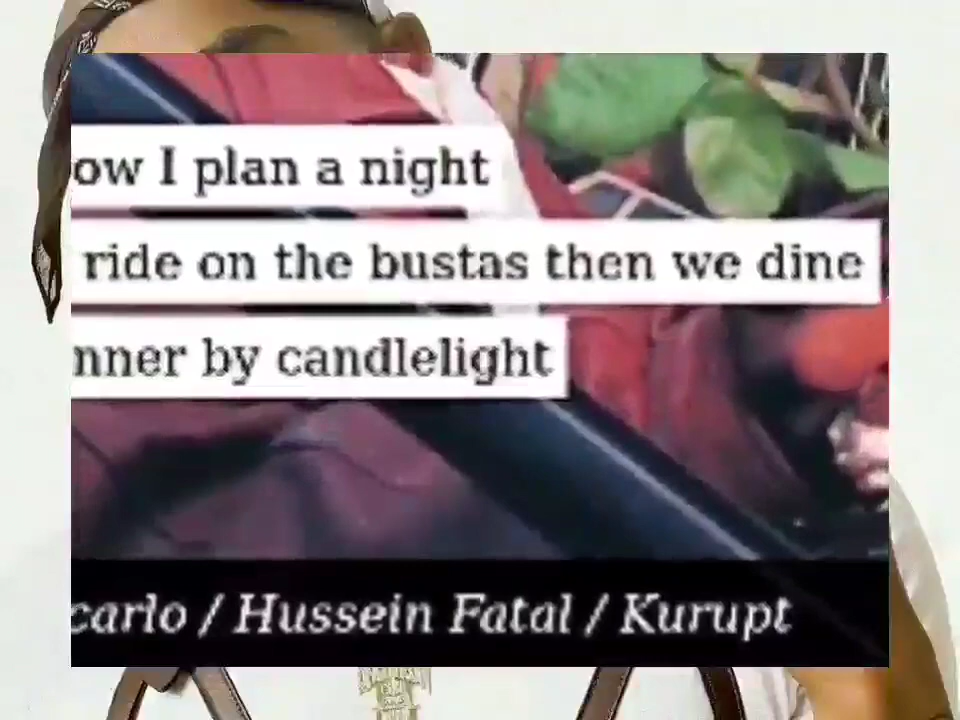 ow I plan a night
ride on the bustas then we dine
nner by candlelight
carlo / Hussein Fatal / Kurupt